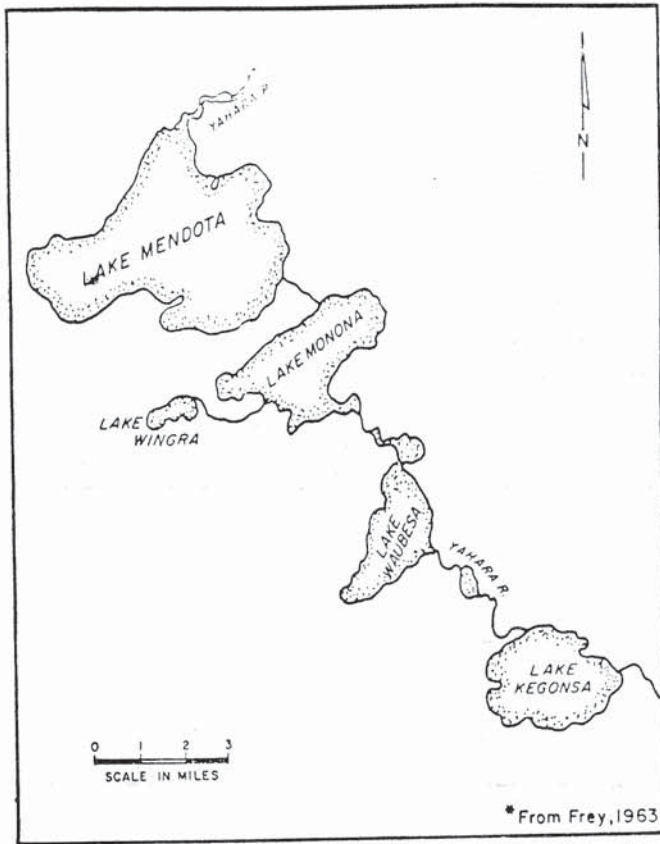 YAHARA R.
N
LAKE MENDOTA
LAKE MONONA
LAKE
WINGRA
LAKE
WAUBESA
YAHARA R.
LAKE
KEGONSA
0 1 2 3
SCALE IN MILES
*From Frey, 1963